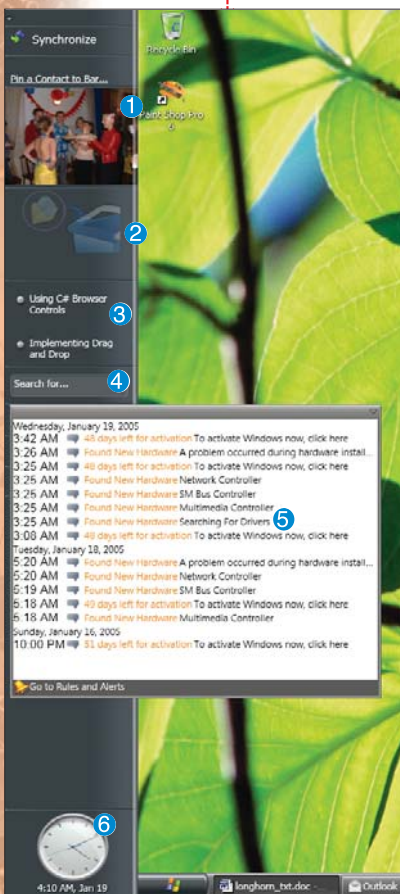 Synchronize
Recycle Bin
Pin a Contact to Bar...
1
Paint Shop Pro
6
2
Using C# Browser
Controls
3
Implementing Drag
and Drop
Search for...
4
Wednesday, January 19, 2005
3:42 AM 48 days left for activation To activate Windows now, click here
3:26 AM Found New Hardware A problem occurred during hardware install...
3:25 AM 48 days left for activation To activate Windows now, click here
3:25 AM Found New Hardware Network Controller
3:25 AM Found New Hardware SM Bus Controller
3:25 AM Found New Hardware Multimedia Controller
3:25 AM Found New Hardware Searching For Drivers 5
3:08 AM 48 days left for activation To activate Windows now, click here
Tuesday, January 18, 2005
5:20 AM Found New Hardware A problem occurred during hardware install...
5:20 AM Found New Hardware Network Controller
5:19 AM Found New Hardware SM Bus Controller
5:18 AM 49 days left for activation To activate Windows now, click here
5:18 AM Found New Hardware Multimedia Controller
Sunday, January 16, 2005
10:00 PM 51 days left for activation To activate Windows now, click here
Go to Rules and Alerts
6
4:10 AM, Jan 19
longhorn_txt.doc -
Outlook